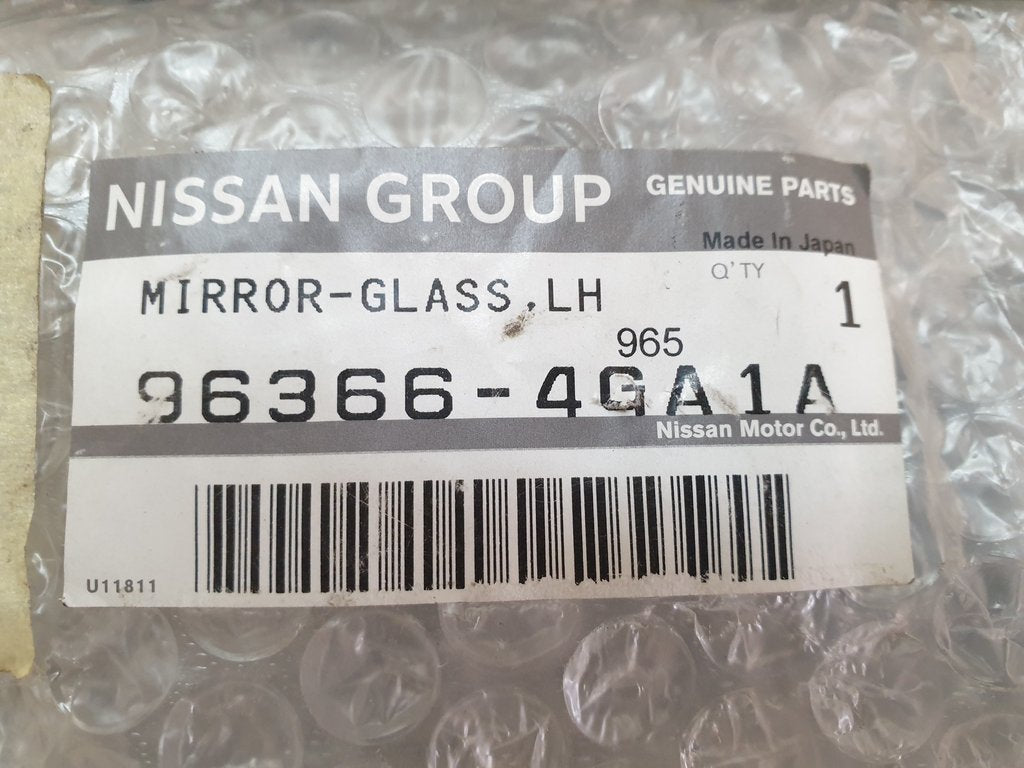 NISSAN GROUP
GENUINE PARTS
Made In Japan
Q'TY
MIRROR-GLASS,LH
1
965
96366-4GA1A
Nissan Motor Co., Ltd.
U11811